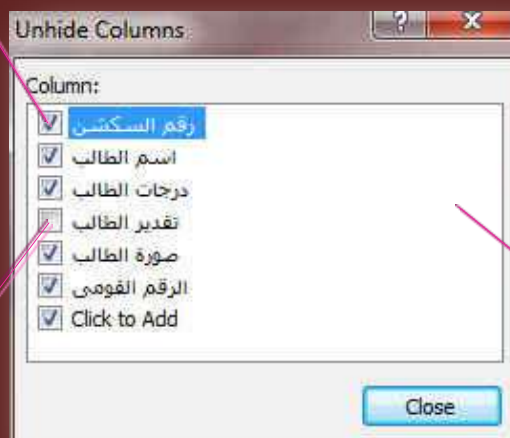 Unhide Columns
?
Column:
رقم السكشن
اسم الطالب
درجات الطالب
تقدير الطالب
صورة الطالب
الرقم القومى
Click to Add
Close